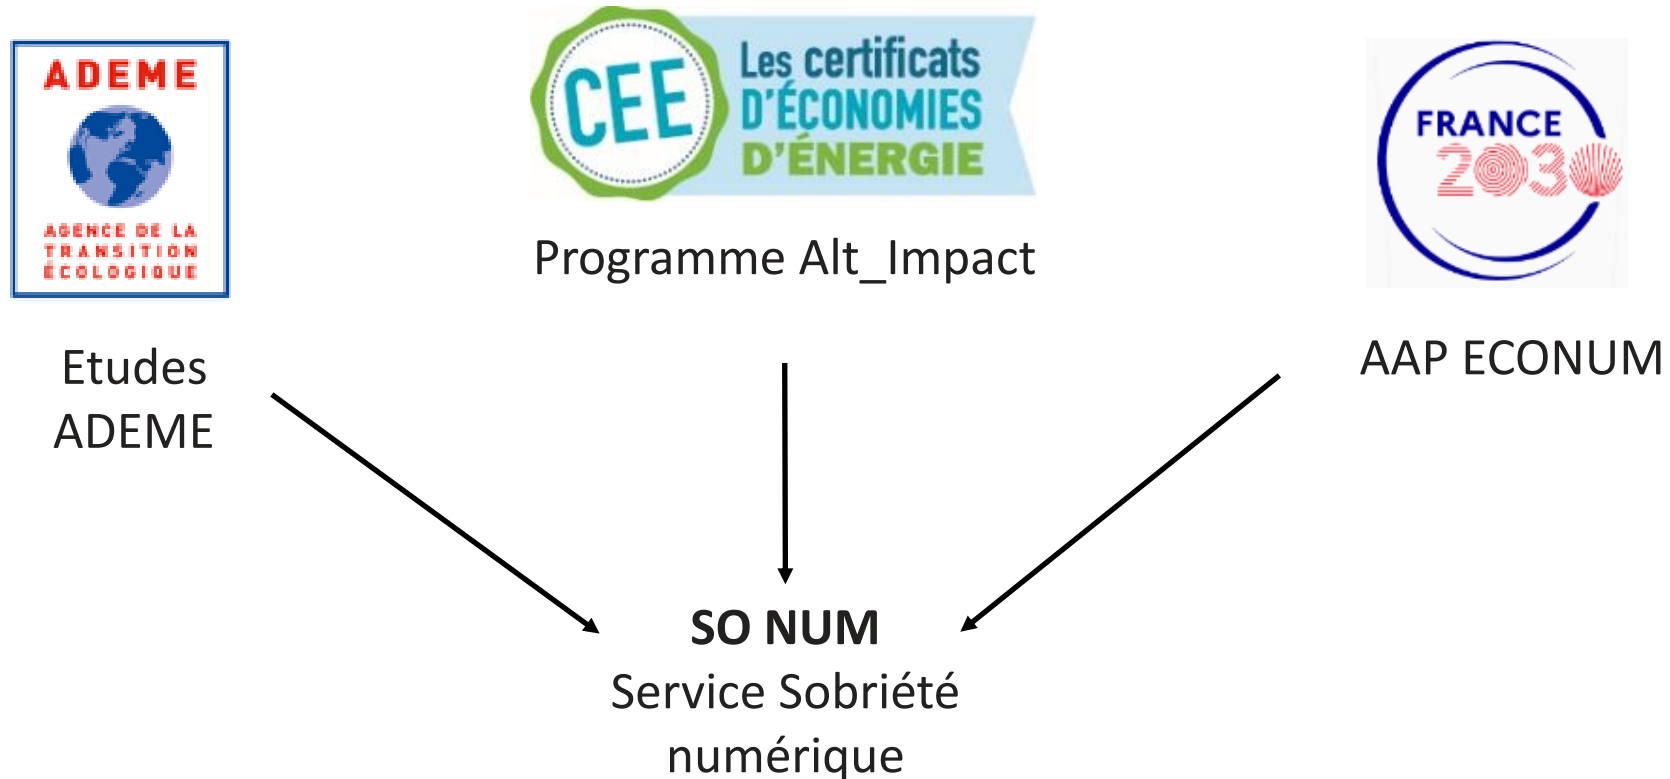 ADEME
AGENCE DE LA
TRANSITION
ÉCOLOGIQUE
Etudes
ADEME
CEE
Les certificats
D'ÉCONOMIES
D'ÉNERGIE
Programme Alt_Impact
FRANCE
2030
AAP ECONUM
SO NUM
Service Sobriété
numérique